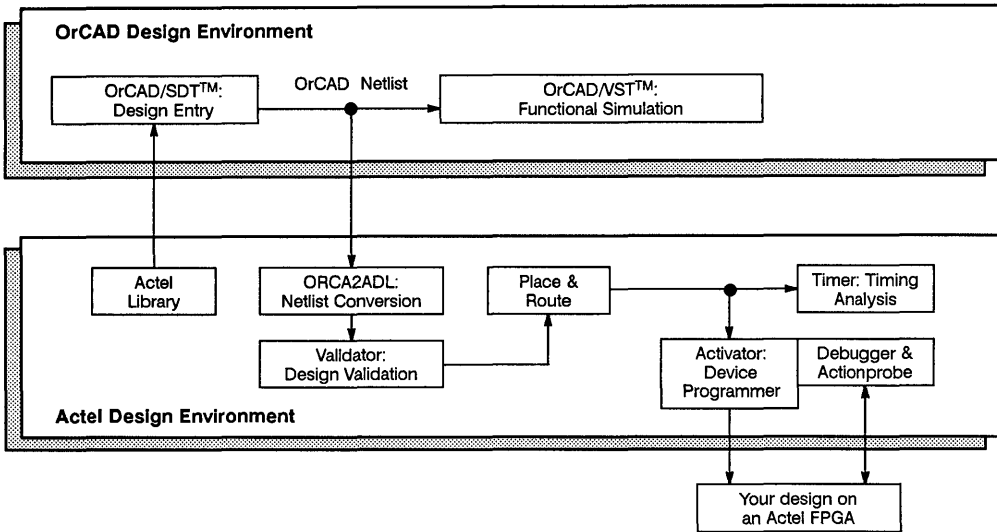 OrCAD Design Environment
OrCAD/SDT™:
Design Entry
OrCAD Netlist
OrCAD/VST™:
Functional Simulation
Actel
Library
ORCA2ADL:
Netlist Conversion
Place &
Route
Timer: Timing
Analysis
Validator:
Design Validation
Activator:
Device
Programmer
Debugger &
Actionprobe
Actel Design Environment
Your design on
an Actel FPGA